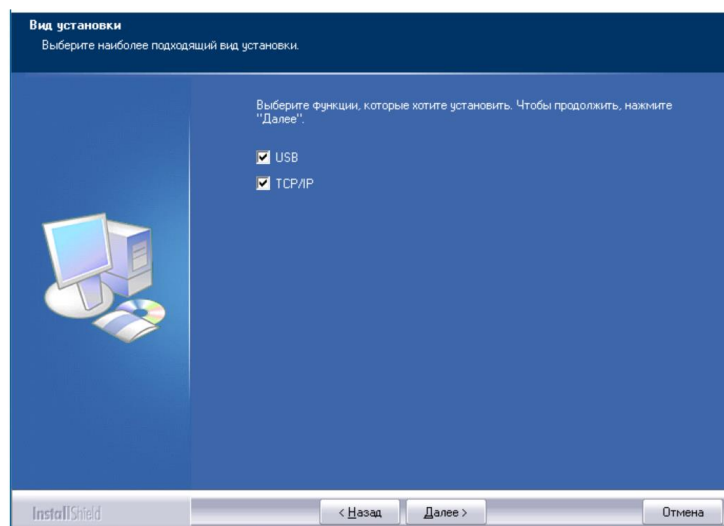 Вид установки
Выберите наиболее подходящий вид установки.
Выберите функции, которые хотите установить. Чтобы продолжить, нажмите
"Далее".
USB
TCP/IP
InstallShield
< Назад
Далее >
Отмена